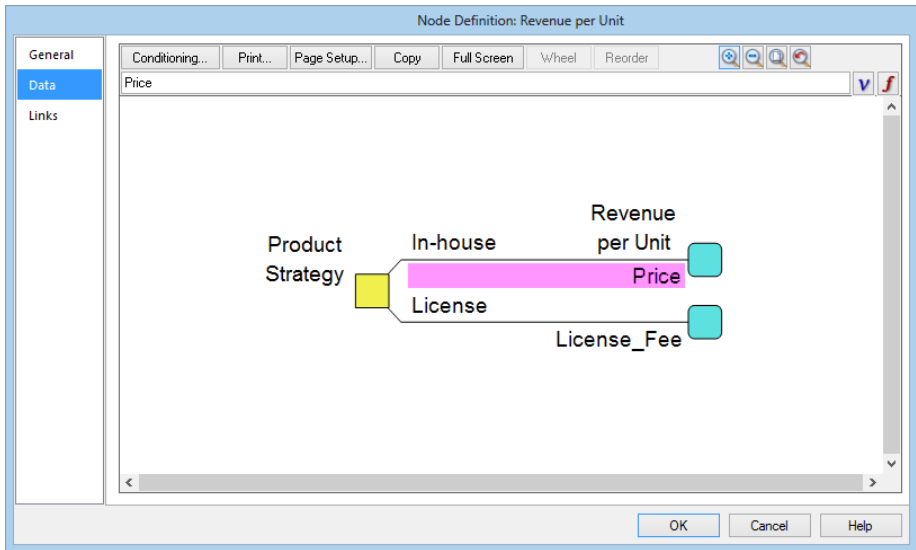 Node Definition: Revenue per Unit
General
Data
Links
Conditioning... Print... Page Setup... Copy Full Screen Wheel Reorder
Price
v f
Revenue
Product In-house per Unit
Strategy Price
License
License_Fee
OK Cancel Help